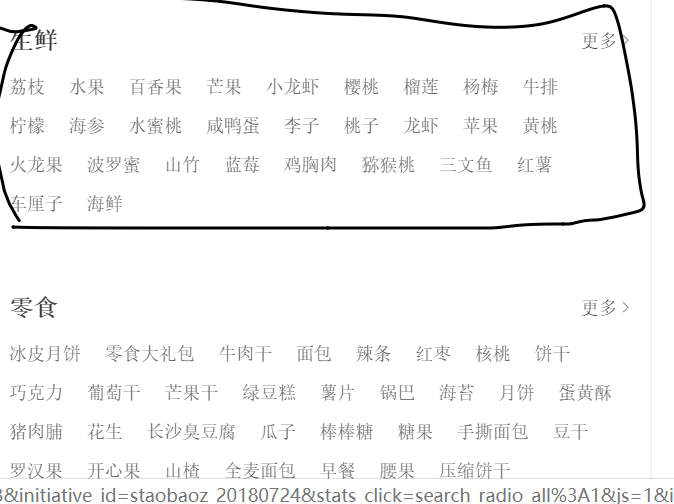 生鲜 更多 >
荔枝 水果 百香果 芒果 小龙虾 樱桃 榴莲 杨梅 牛排
柠檬 海参 水蜜桃 咸鸭蛋 李子 桃子 龙虾 苹果 黄桃
火龙果 波罗蜜 山竹 蓝莓 鸡胸肉 猕猴桃 三文鱼 红薯
车厘子 海鲜
零食 更多 >
冰皮月饼 零食大礼包 牛肉干 面包 辣条 红枣 核桃 饼干
巧克力 葡萄干 芒果干 绿豆糕 薯片 锅巴 海苔 月饼 蛋黄酥
猪肉脯 花生 长沙臭豆腐 瓜子 棒棒糖 糖果 手撕面包 豆干
罗汉果 开心果 山楂 全麦面包 早餐 腰果 压缩饼干
8&initiative_id=staobaoz_20180724&stats_click=search_radio_all%3A1&js=1&i